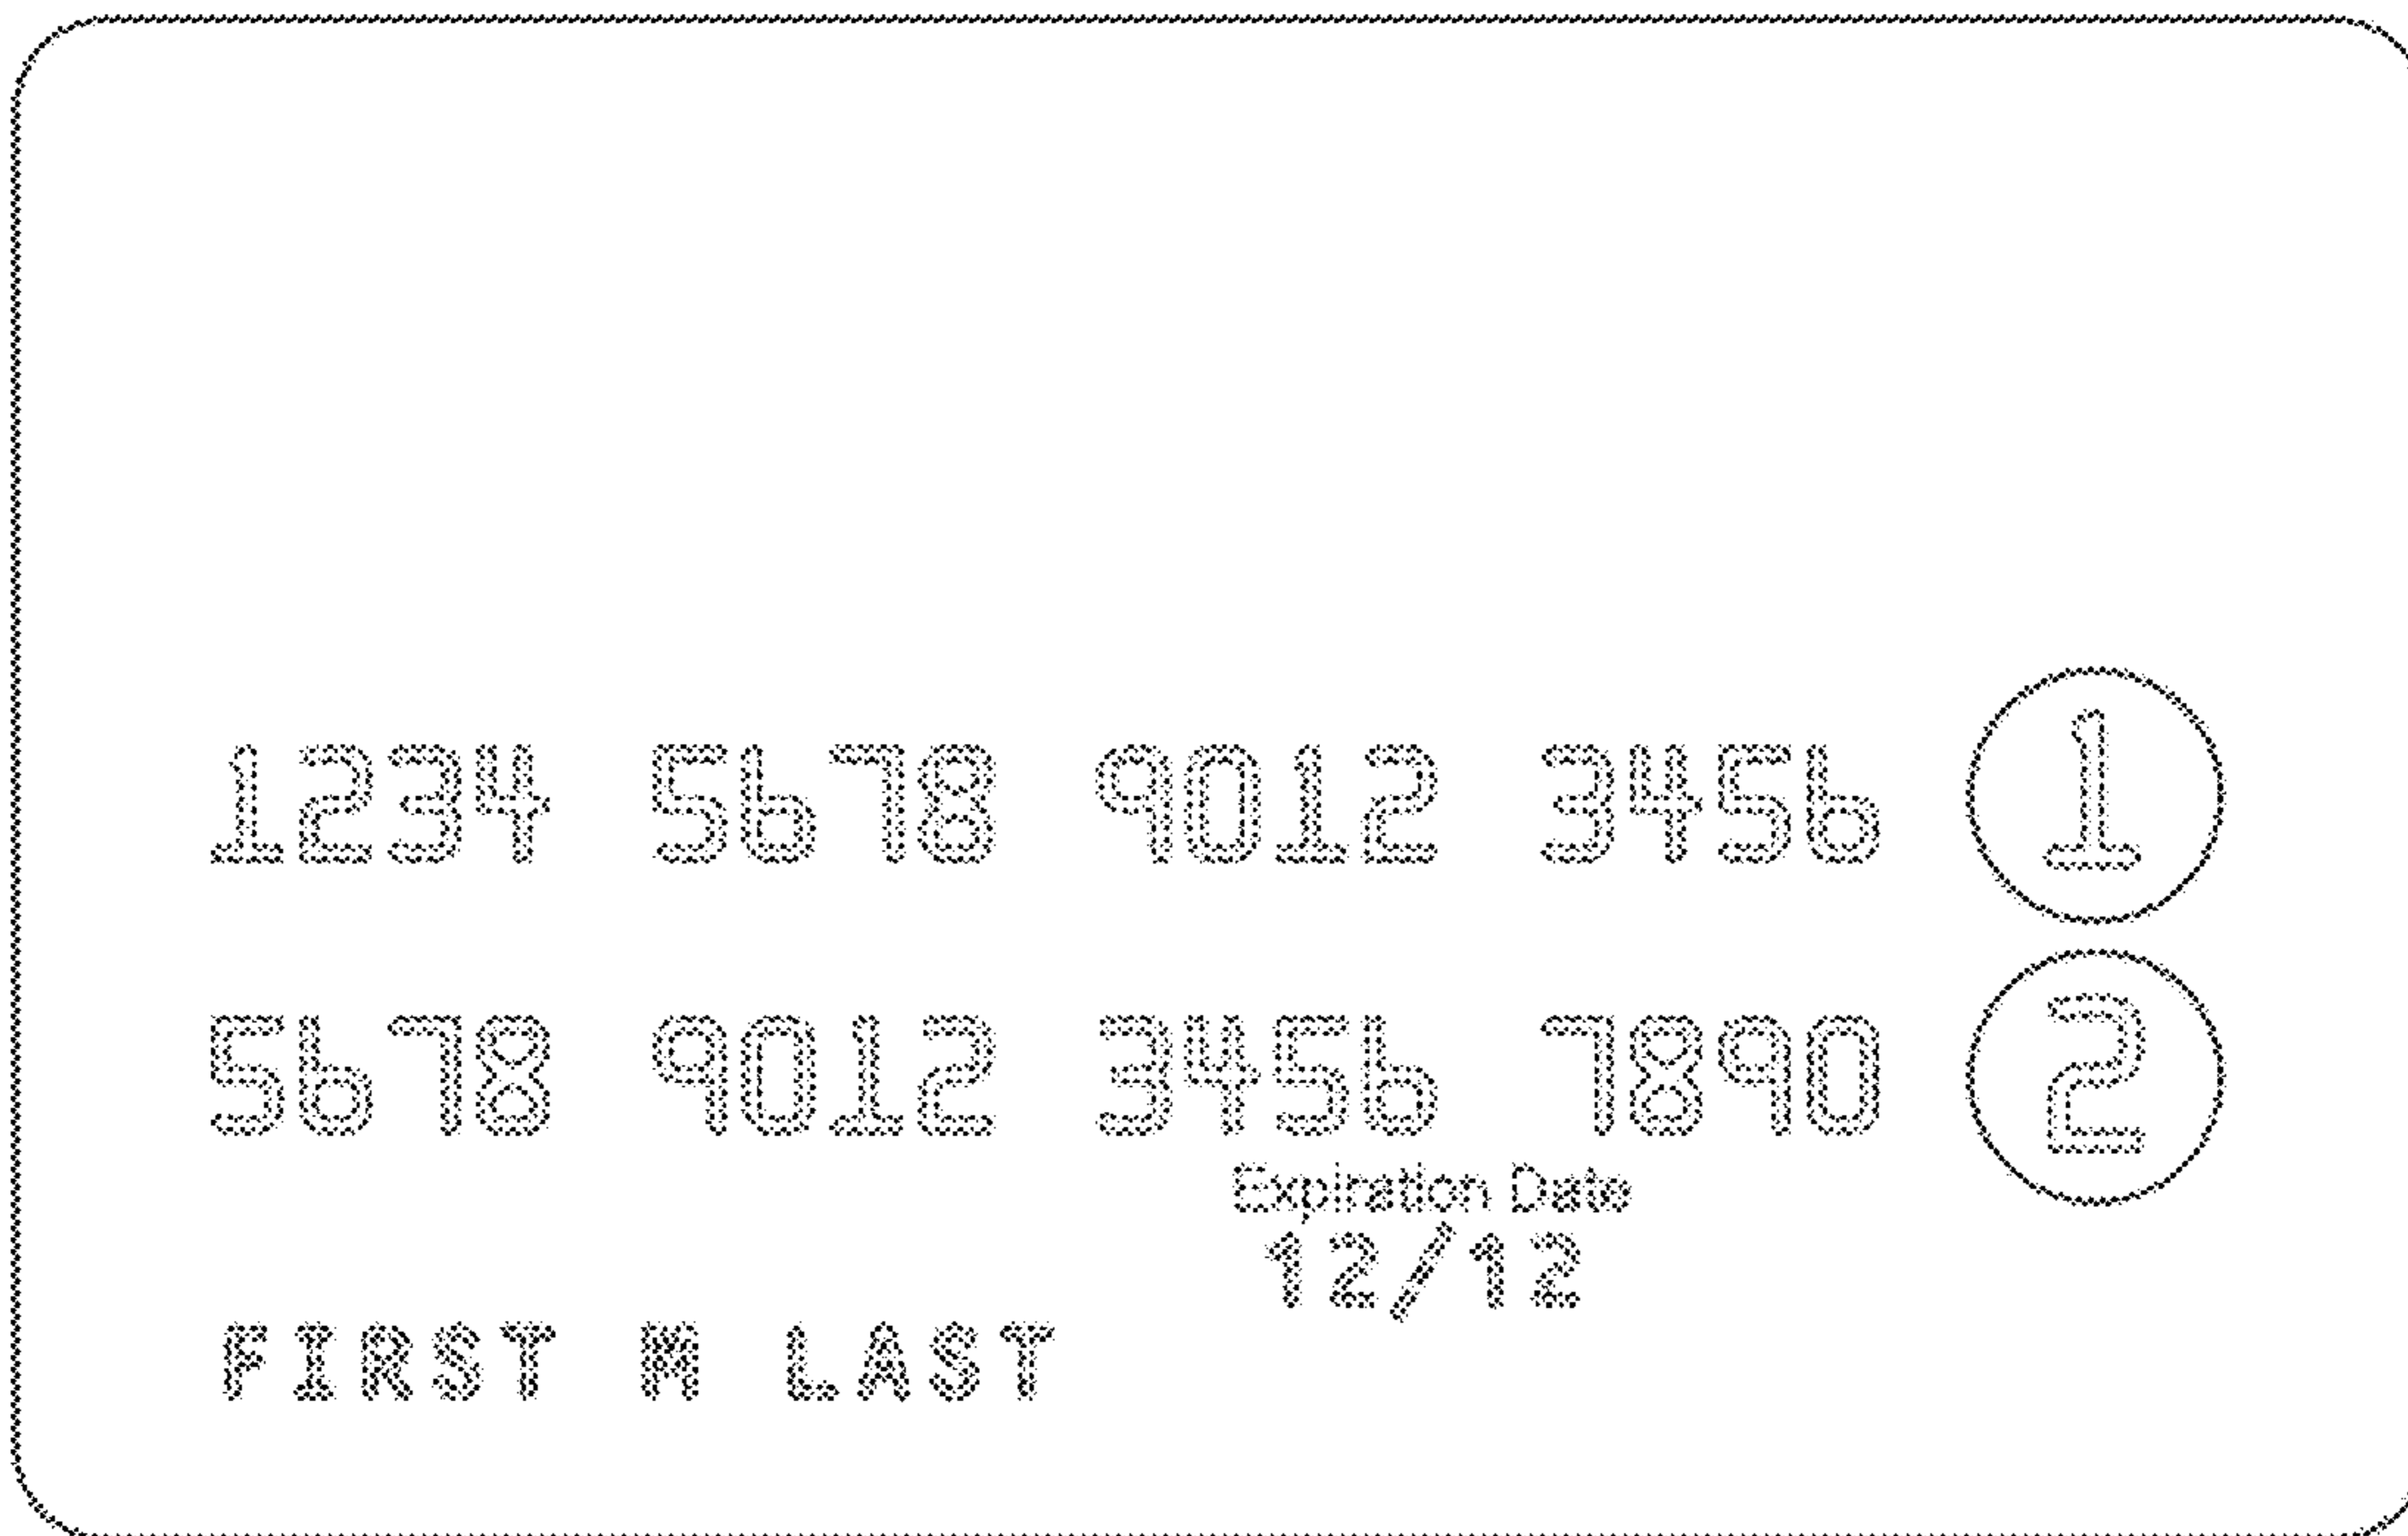 1234 5678 9012 3456 1
5678 9012 3456 7890 2
Expiration Date
12/12
FIRST M LAST